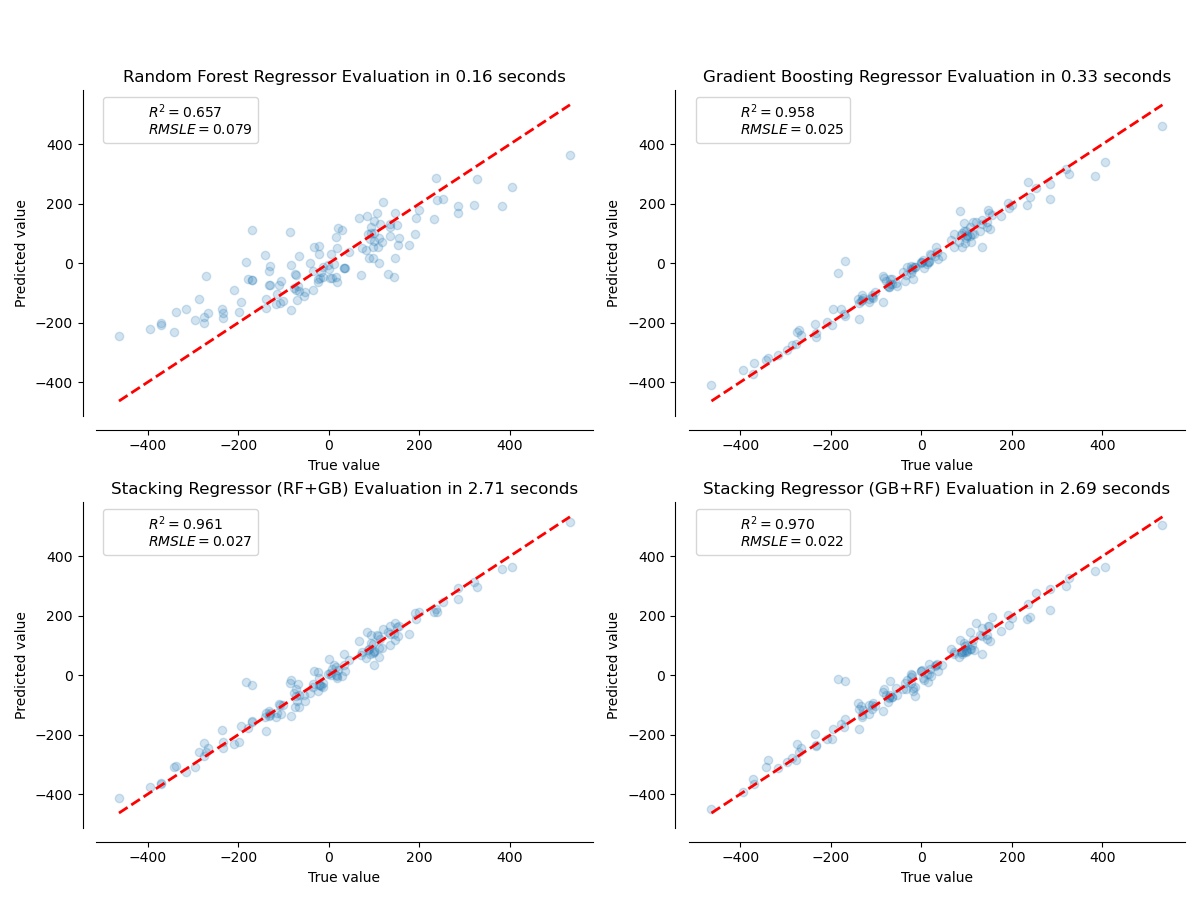 Random Forest Regressor Evaluation in 0.16 seconds
R² = 0.657
RMSLE = 0.079
400
200
0
−200
−400
Predicted value
−400 −200 0 200 400
True value
Gradient Boosting Regressor Evaluation in 0.33 seconds
R² = 0.958
RMSLE = 0.025
400
200
0
−200
−400
Predicted value
−400 −200 0 200 400
True value
Stacking Regressor (RF+GB) Evaluation in 2.71 seconds
R² = 0.961
RMSLE = 0.027
400
200
0
−200
−400
Predicted value
−400 −200 0 200 400
True value
Stacking Regressor (GB+RF) Evaluation in 2.69 seconds
R² = 0.970
RMSLE = 0.022
400
200
0
−200
−400
Predicted value
−400 −200 0 200 400
True value